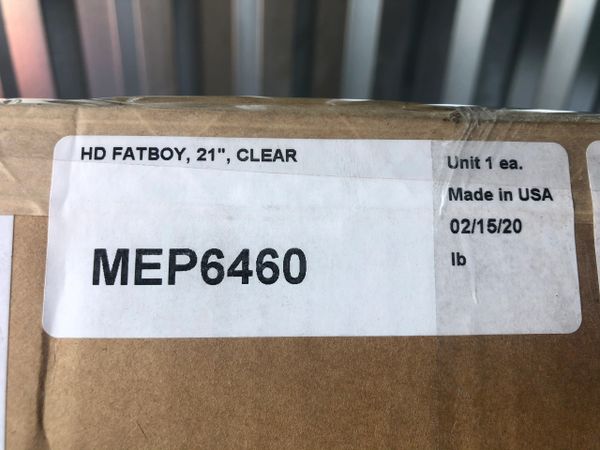 HD FATBOY, 21", CLEAR
MEP6460
Unit 1 ea.
Made in USA
02/15/20
lb